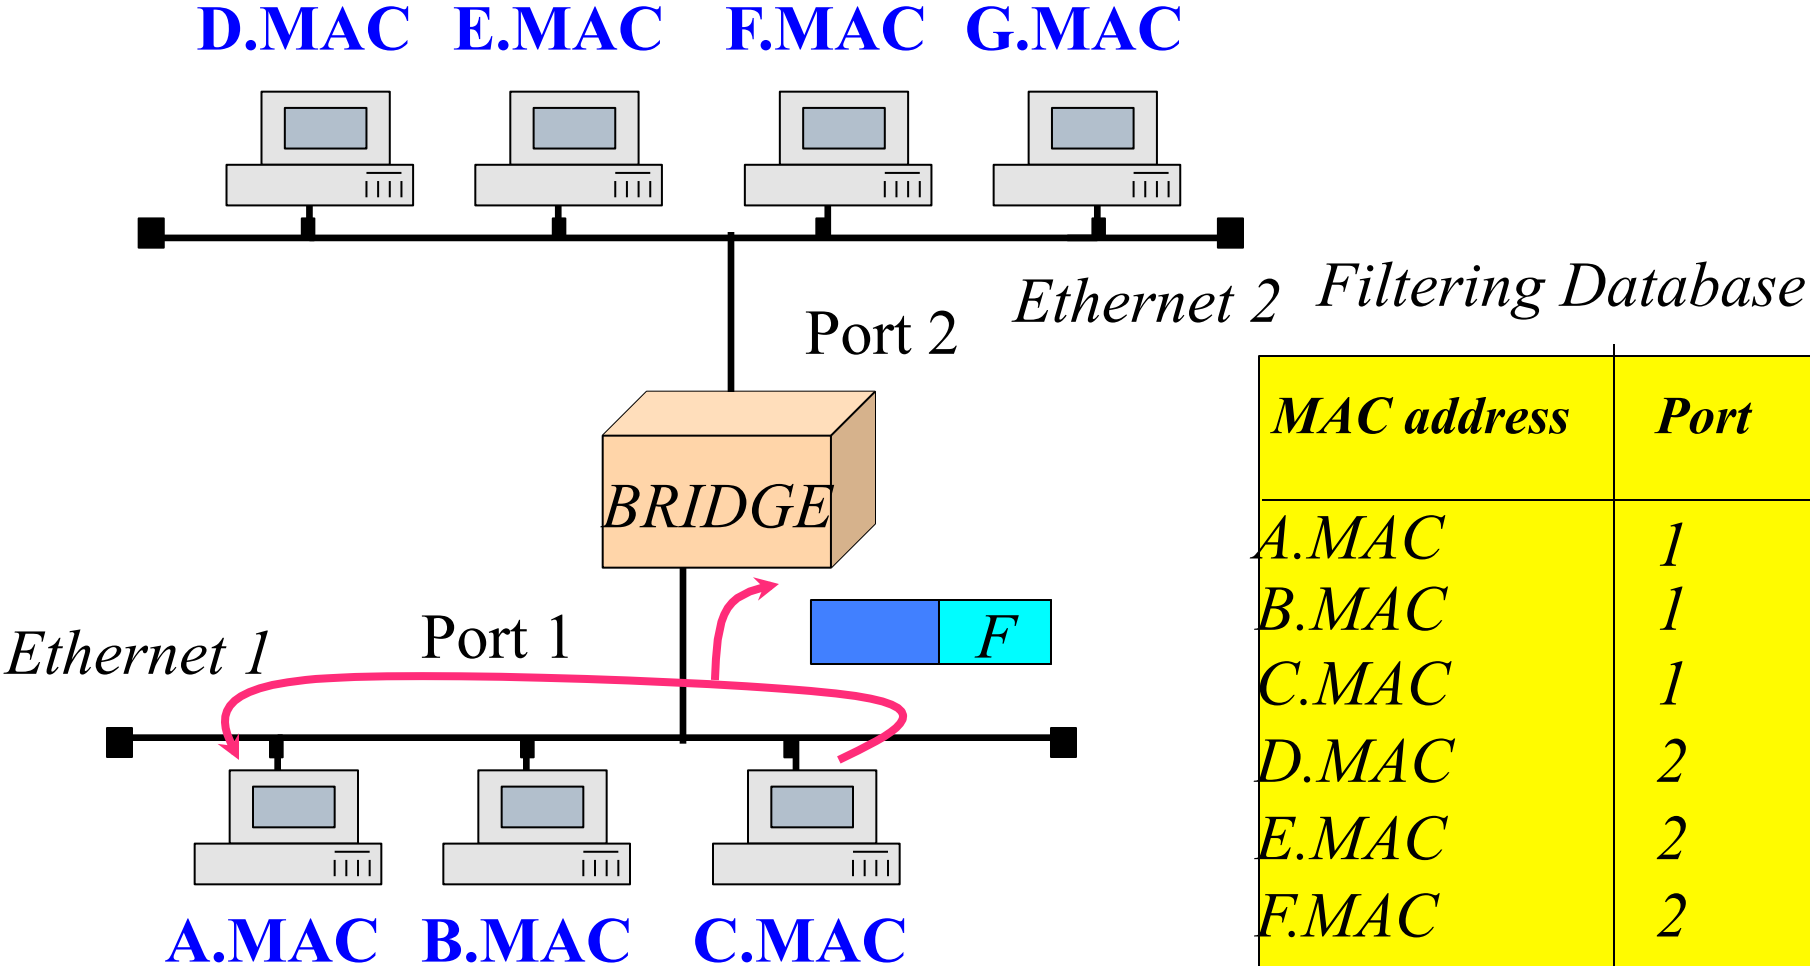 D.MAC E.MAC F.MAC G.MAC
Ethernet 2
Filtering Database
Port 2
MAC address Port
BRIDGE
A.MAC 1
B.MAC 1
C.MAC 1
D.MAC 2
E.MAC 2
F.MAC 2
Port 1
F
Ethernet 1
A.MAC B.MAC C.MAC